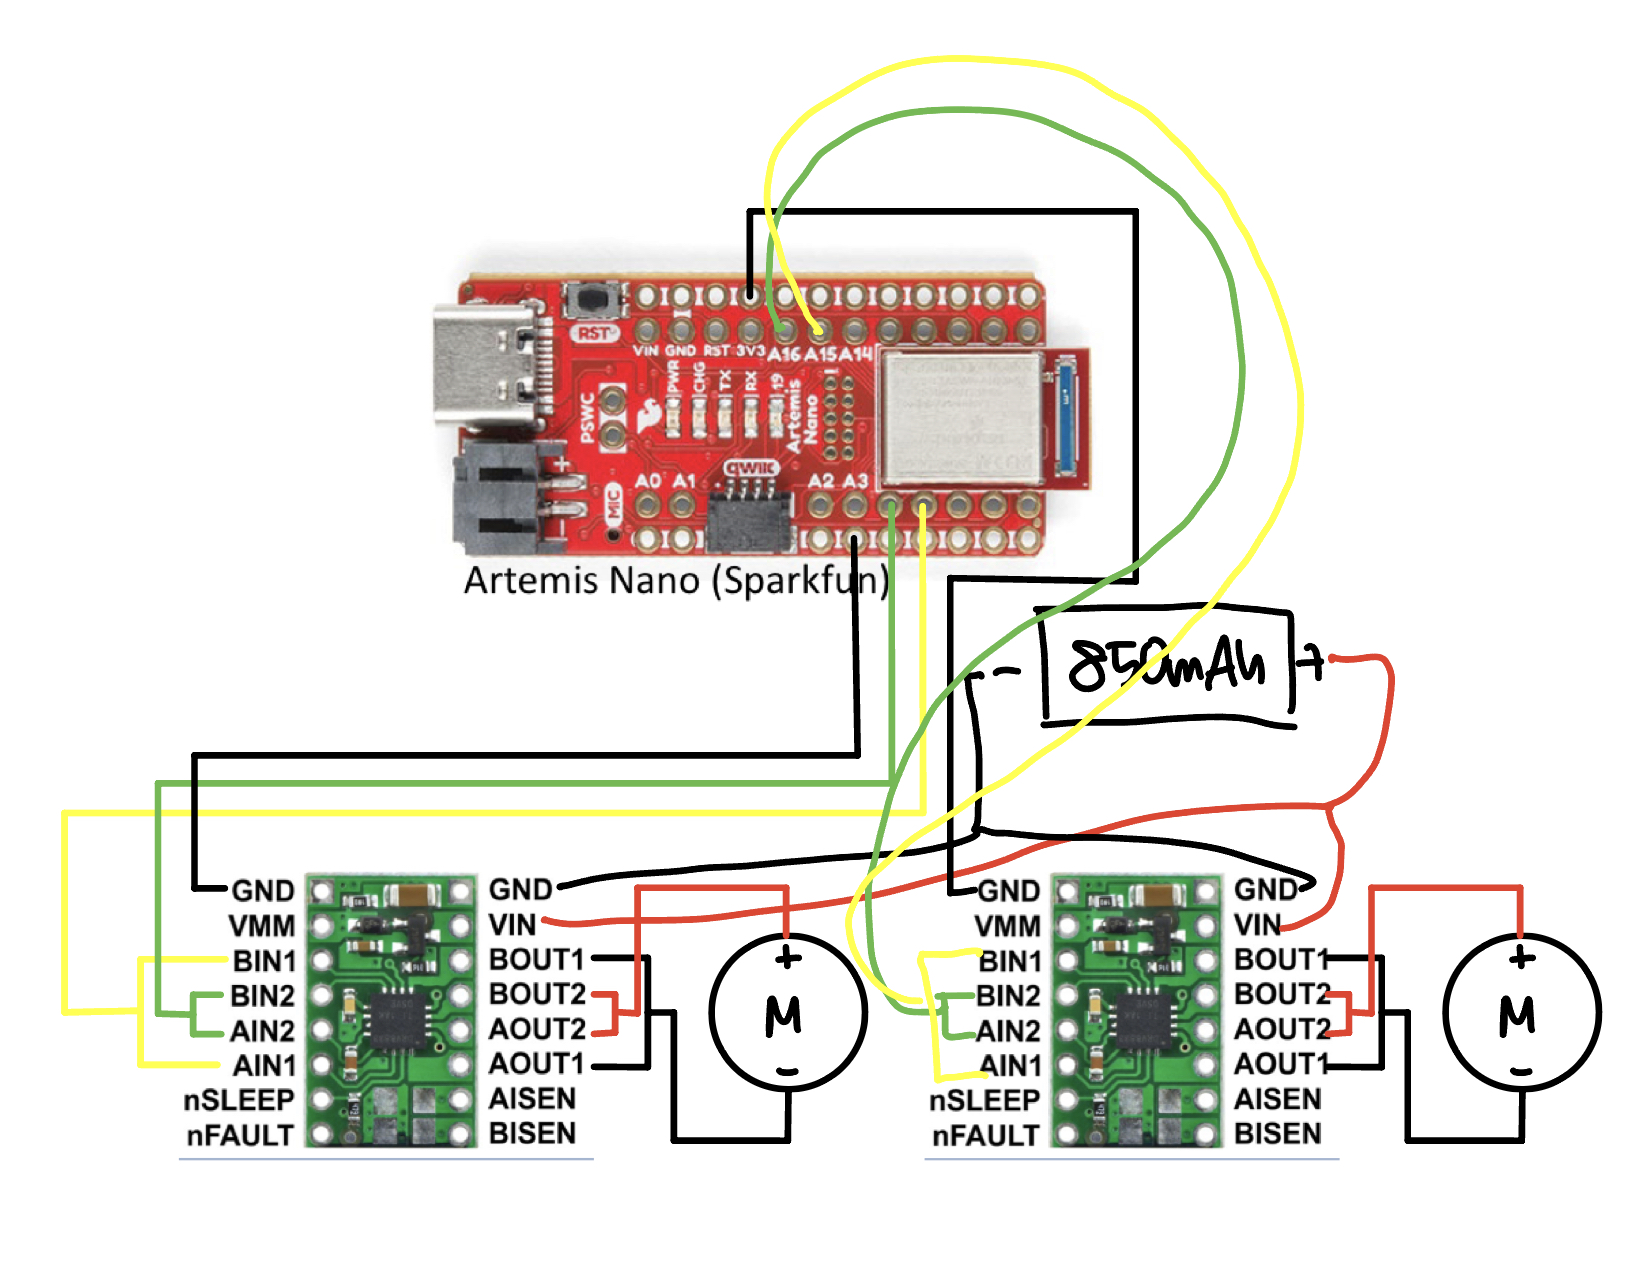 RST
VIN GND RST 3V3 A16 A15 A14
PWR
CHG
TX
RX
19
Artemis
Nano
PSWC
+
qwiic
A0 A1 A2 A3
MIC
-
Artemis Nano (Sparkfun)
- 850mAh +
GND GND
VMM VIN
BIN1 BOUT1
BIN2 BOUT2
AIN2 AOUT2
AIN1 AOUT1
nSLEEP AISEN
nFAULT BISEN
+
M
-
GND GND
VMM VIN
BIN1 BOUT1
BIN2 BOUT2
AIN2 AOUT2
AIN1 AOUT1
nSLEEP AISEN
nFAULT BISEN
+
M
-